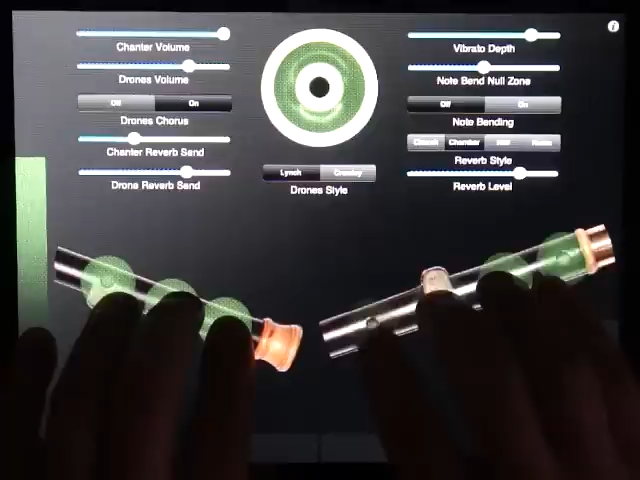 Chanter Volume
Drones Volume
Off On
Drones Chorus
Chanter Reverb Send
Drone Reverb Send
Lynch Crowley
Drones Style
Vibrato Depth
Note Bend Null Zone
Off On
Note Bending
Chamber
Reverb Style
Reverb Level